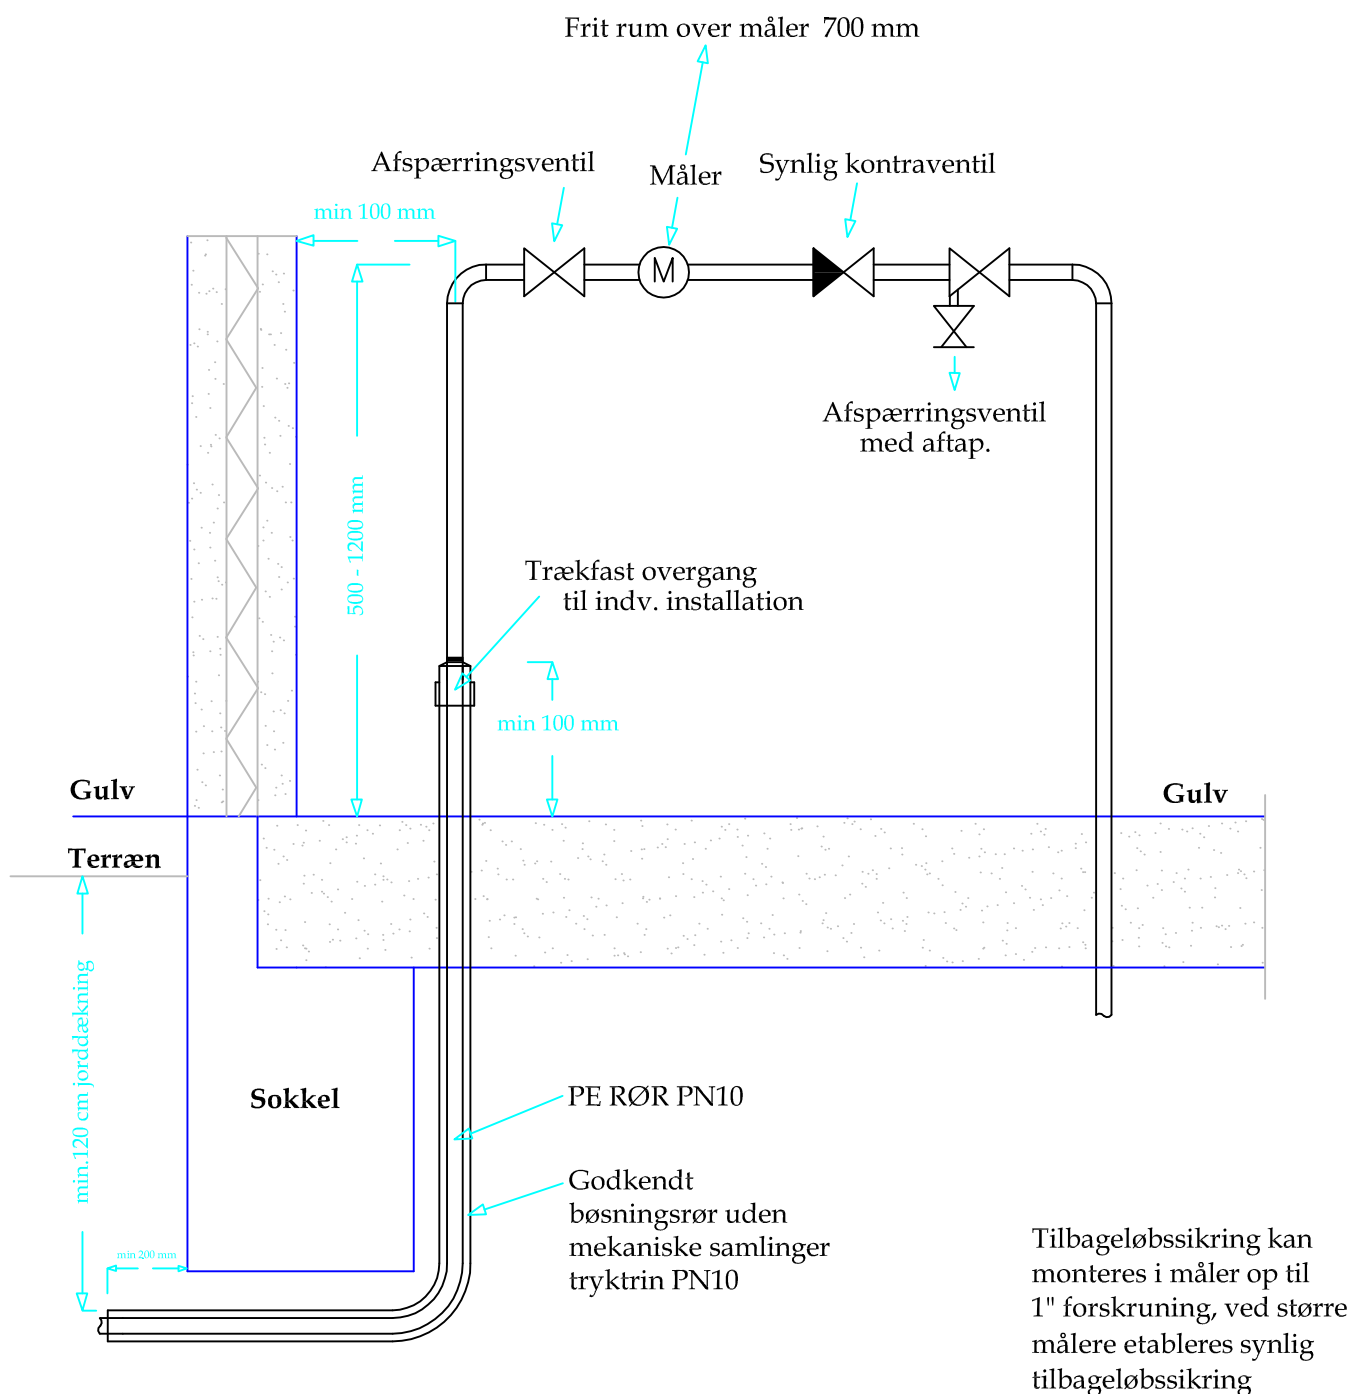 Frit rum over måler 700 mm
Afspærringsventil
Måler
Synlig kontraventil
min 100 mm
M
Afspærringsventil
med aftap.
500 - 1200 mm
Trækfast overgang
til indv. installation
min 100 mm
Gulv
Gulv
Terræn
min.120 cm jorddækning
Sokkel
PE RØR PN10
Godkendt
bøsningsrør uden
mekaniske samlinger
tryktrin PN10
min 200 mm
Tilbageløbssikring kan
monteres i måler op til
1" forskruning, ved større
målere etableres synlig
tilbageløbssikring